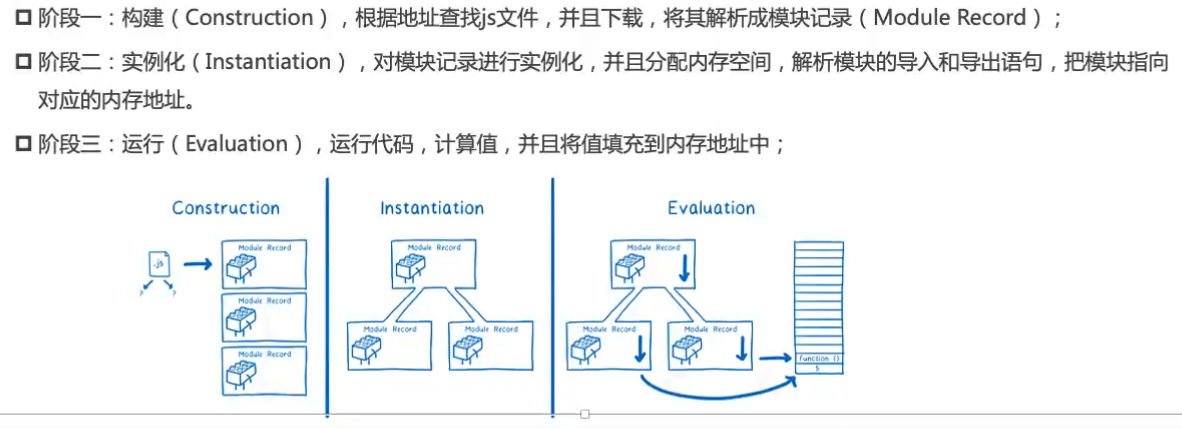 阶段一：构建（Construction），根据地址查找js文件，并且下载，将其解析成模块记录（Module Record）；
阶段二：实例化（Instantiation），对模块记录进行实例化，并且分配内存空间，解析模块的导入和导出语句，把模块指向
对应的内存地址。
阶段三：运行（Evaluation），运行代码，计算值，并且将值填充到内存地址中；
Construction
.js
? ?
Module Record
Module Record
Module Record
Instantiation
Module Record
Module Record
Module Record
Evaluation
Module Record
Module Record
Module Record
function ()
5